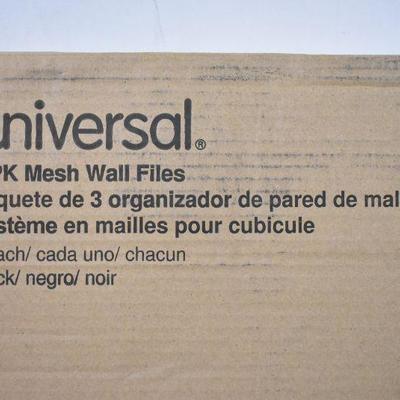 universal®
PK Mesh Wall Files
quete de 3 organizador de pared de mal
stème en mailles pour cubicule
ach/ cada uno/ chacun
ck/ negro/ noir